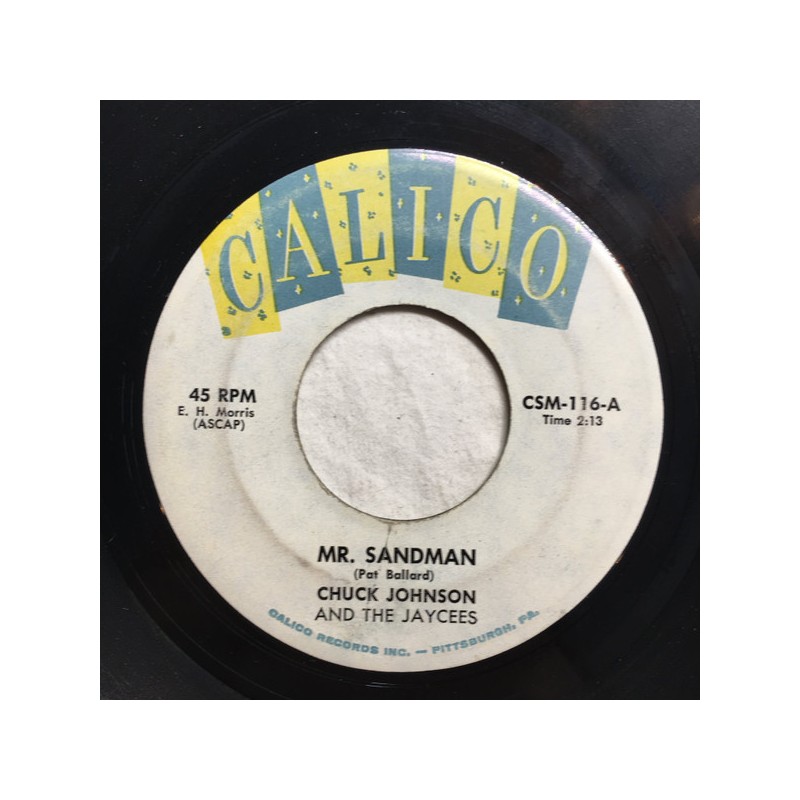 CALICO
45 RPM
E. H. Morris
(ASCAP)
CSM-116-A
Time 2:13
MR. SANDMAN
(Pat Ballard)
CHUCK JOHNSON
AND THE JAYCEES
CALICO RECORDS INC. — PITTSBURGH, PA.